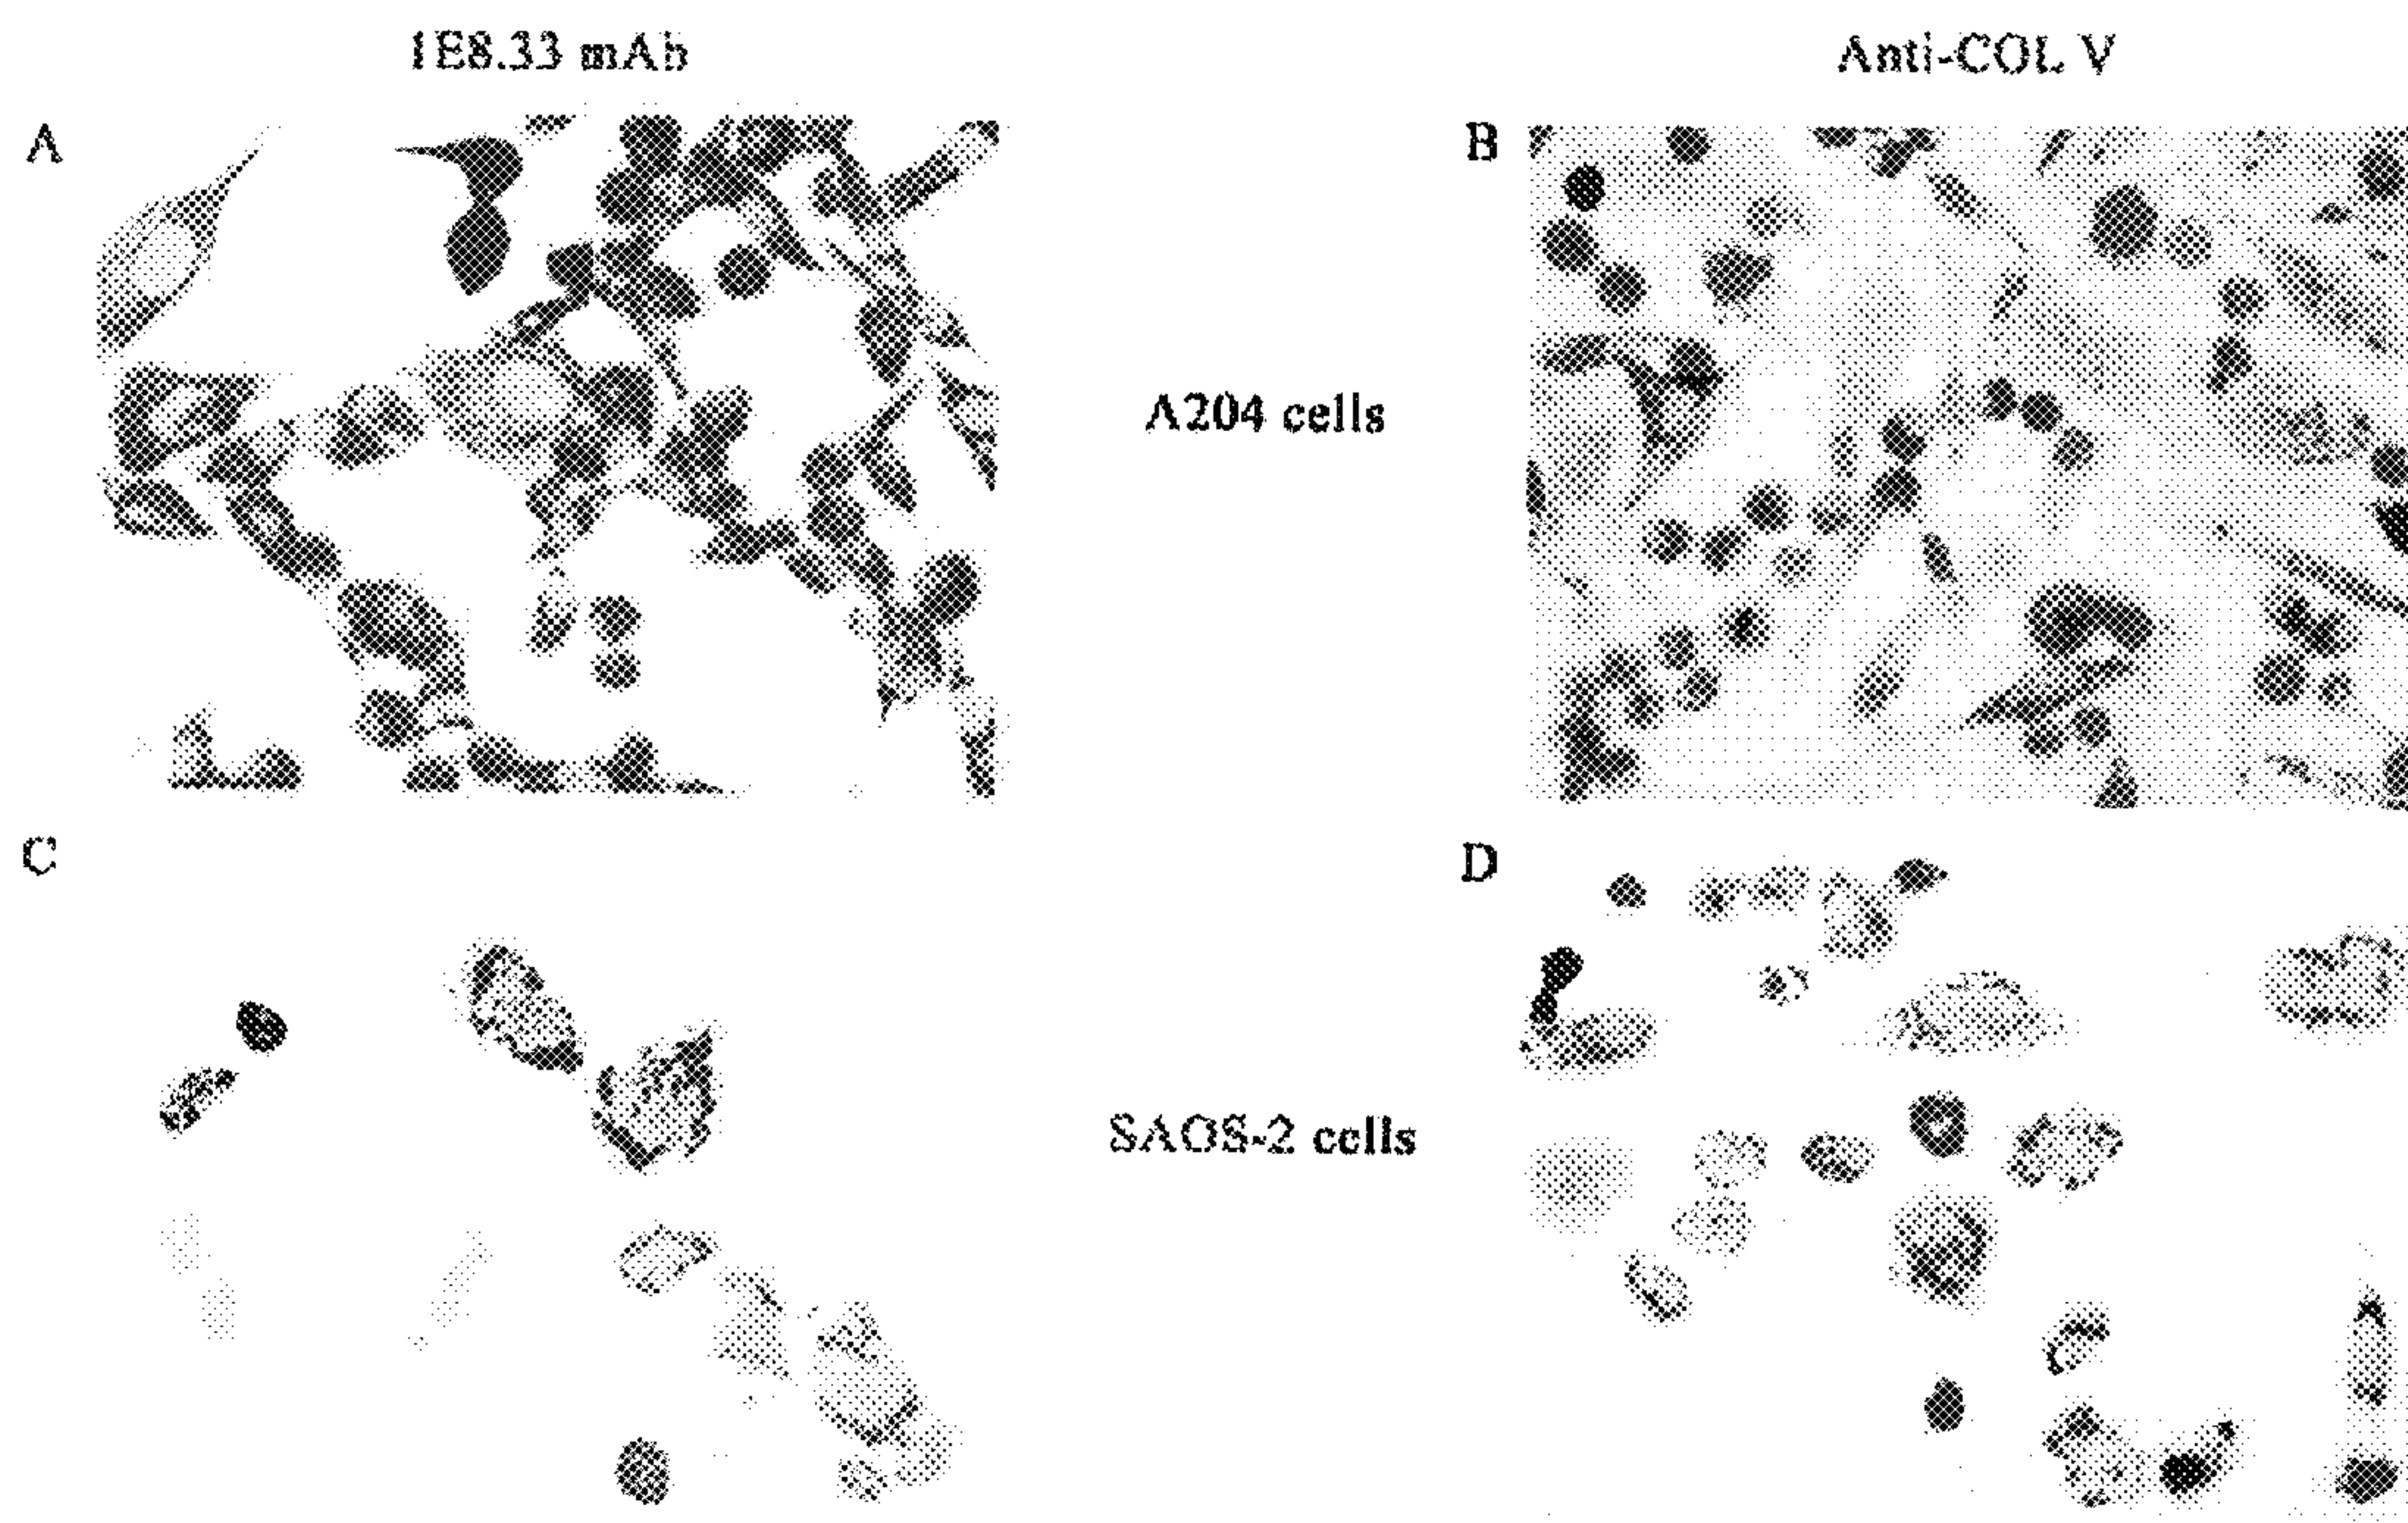 1E8.33 mAb
Anti-COL V
A
B
A204 cells
C
D
SAOS-2 cells